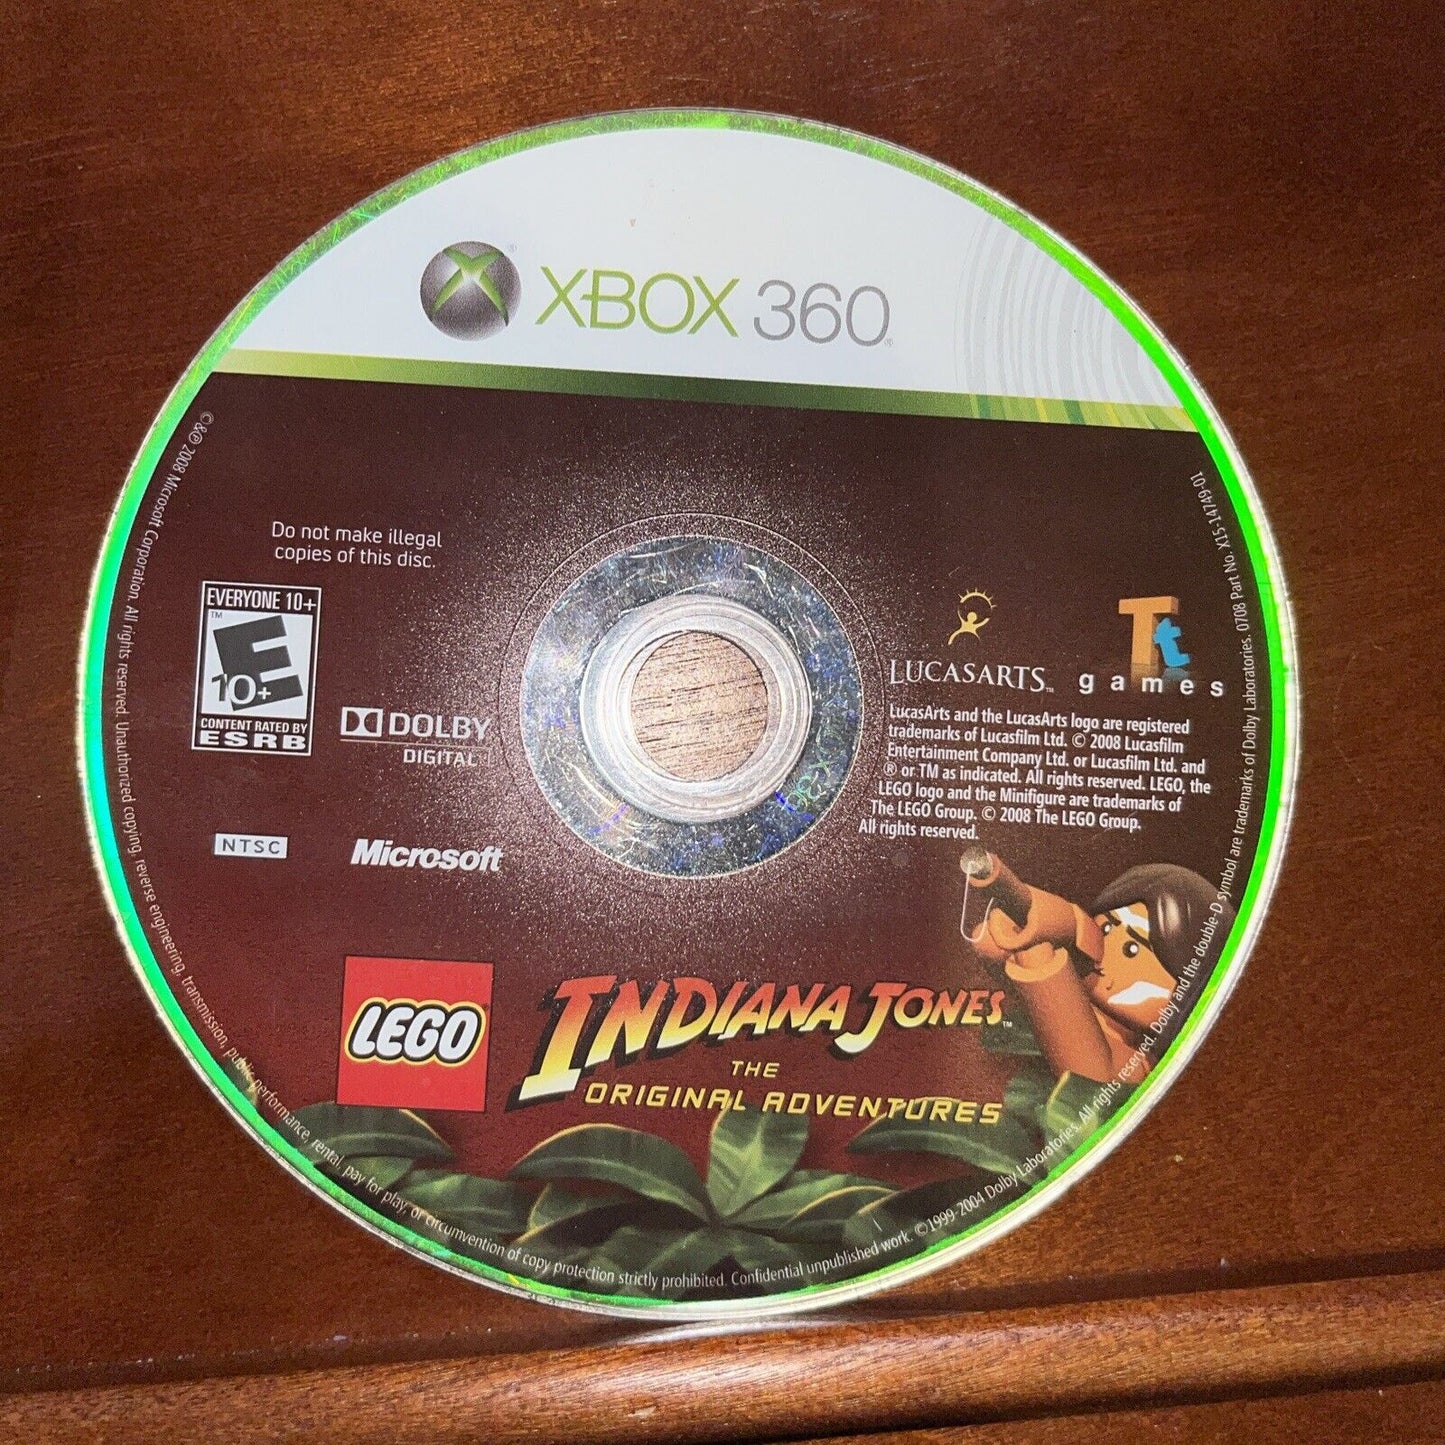 XBOX 360
Do not make illegal
copies of this disc.
EVERYONE 10+
E
10+
CONTENT RATED BY
ESRB
DOLBY
DIGITAL
NTSC
Microsoft
LUCASARTS™
Tt
games
LucasArts and the LucasArts logo are registered
trademarks of Lucasfilm Ltd. © 2008 Lucasfilm
Entertainment Company Ltd. or Lucasfilm Ltd. and
® or TM as indicated. All rights reserved. LEGO, the
LEGO logo and the Minifigure are trademarks of
The LEGO Group. © 2008 The LEGO Group.
All rights reserved.
LEGO
INDIANA JONES™
THE
ORIGINAL ADVENTURES
©&℗ 2008 Microsoft Corporation. All rights reserved. Unauthorized copying, reverse engineering, transmission, public performance, rental, pay for play, or circumvention of copy protection strictly prohibited. Confidential unpublished work. ©1999-2004 Dolby Laboratories. All rights reserved. Dolby and the double-D symbol are trademarks of Dolby Laboratories. 0708 Part No. X15-14749-01